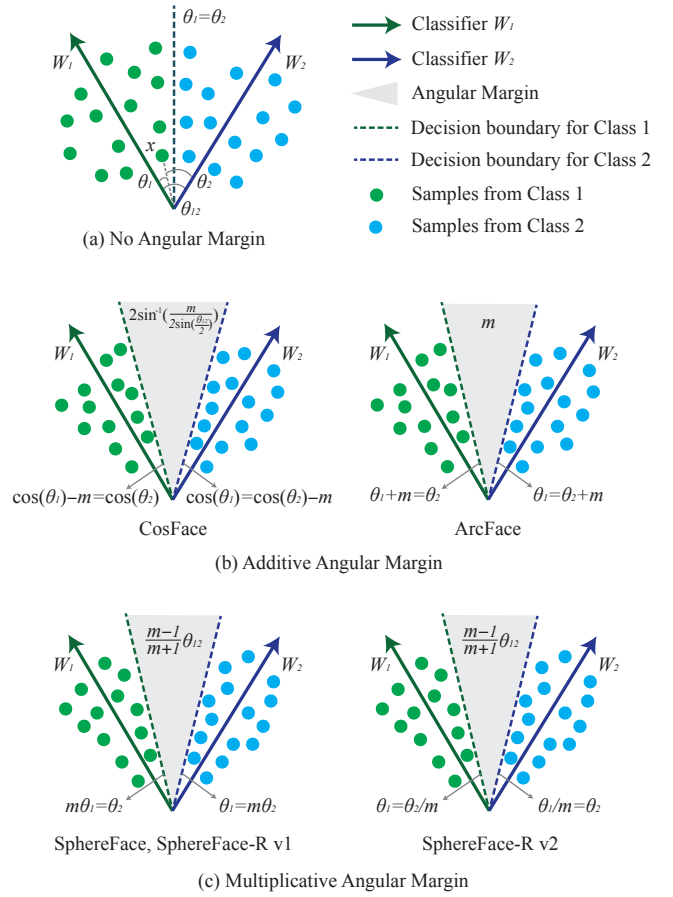 θ₁=θ₂
W₁
W₂
x
θ₁
θ₂
θ₁₂
(a) No Angular Margin
Classifier W₁
Classifier W₂
Angular Margin
Decision boundary for Class 1
Decision boundary for Class 2
Samples from Class 1
Samples from Class 2
2sin⁻¹(m/2sin(θ₁₂/2))
W₁
W₂
cos(θ₁)−m=cos(θ₂)
cos(θ₁)=cos(θ₂)−m
CosFace
m
W₁
W₂
θ₁+m=θ₂
θ₁=θ₂+m
ArcFace
(b) Additive Angular Margin
m-1/m+1 θ₁₂
W₁
W₂
mθ₁=θ₂
θ₁=mθ₂
SphereFace, SphereFace-R v1
m-1/m+1 θ₁₂
W₁
W₂
θ₁=θ₂/m
θ₁/m=θ₂
SphereFace-R v2
(c) Multiplicative Angular Margin